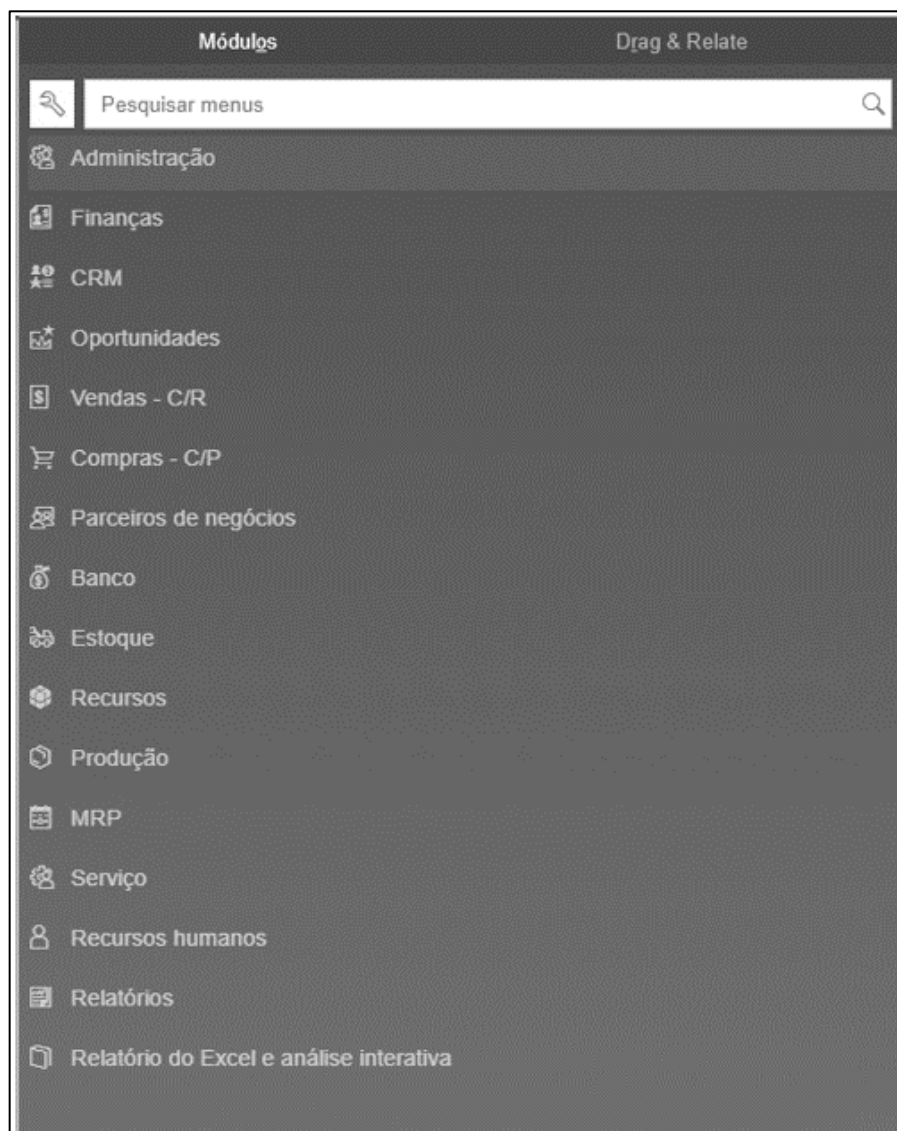 Módulos
Drag & Relate
Pesquisar menus
Administração
Finanças
CRM
Oportunidades
Vendas - C/R
Compras - C/P
Parceiros de negócios
Banco
Estoque
Recursos
Produção
MRP
Serviço
Recursos humanos
Relatórios
Relatório do Excel e análise interativa